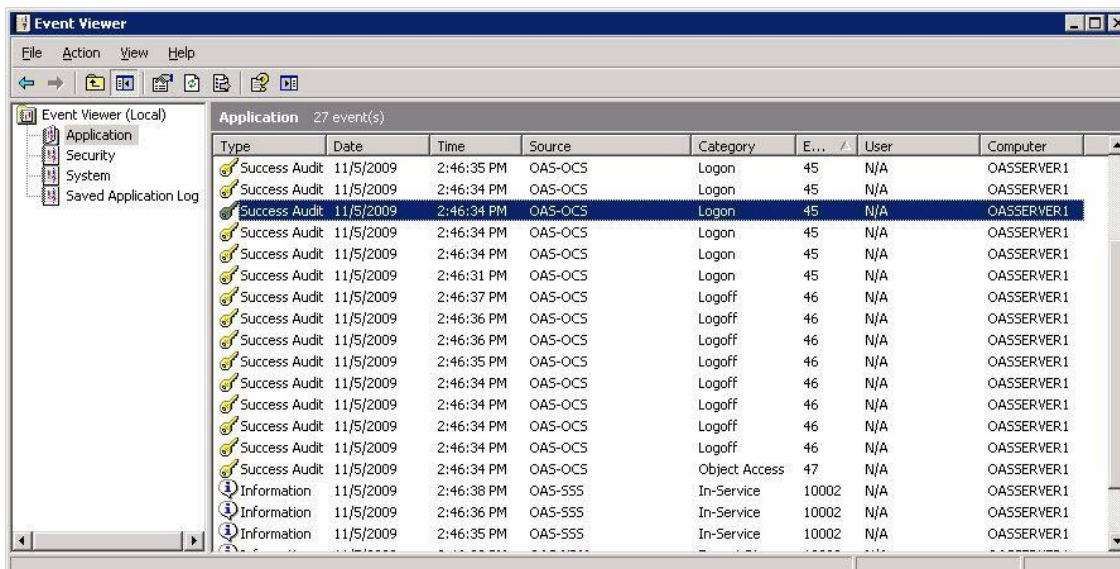 Event Viewer
File Action View Help
Event Viewer (Local)
Application
Security
System
Saved Application Log
Application 27 event(s)
Type Date Time Source Category E... User Computer
Success Audit 11/5/2009 2:46:35 PM OAS-OCS Logon 45 N/A OASSERVER1
Success Audit 11/5/2009 2:46:34 PM OAS-OCS Logon 45 N/A OASSERVER1
Success Audit 11/5/2009 2:46:34 PM OAS-OCS Logon 45 N/A OASSERVER1
Success Audit 11/5/2009 2:46:34 PM OAS-OCS Logon 45 N/A OASSERVER1
Success Audit 11/5/2009 2:46:34 PM OAS-OCS Logon 45 N/A OASSERVER1
Success Audit 11/5/2009 2:46:31 PM OAS-OCS Logon 45 N/A OASSERVER1
Success Audit 11/5/2009 2:46:37 PM OAS-OCS Logoff 46 N/A OASSERVER1
Success Audit 11/5/2009 2:46:36 PM OAS-OCS Logoff 46 N/A OASSERVER1
Success Audit 11/5/2009 2:46:36 PM OAS-OCS Logoff 46 N/A OASSERVER1
Success Audit 11/5/2009 2:46:35 PM OAS-OCS Logoff 46 N/A OASSERVER1
Success Audit 11/5/2009 2:46:34 PM OAS-OCS Logoff 46 N/A OASSERVER1
Success Audit 11/5/2009 2:46:34 PM OAS-OCS Logoff 46 N/A OASSERVER1
Success Audit 11/5/2009 2:46:34 PM OAS-OCS Logoff 46 N/A OASSERVER1
Success Audit 11/5/2009 2:46:34 PM OAS-OCS Logoff 46 N/A OASSERVER1
Success Audit 11/5/2009 2:46:34 PM OAS-OCS Object Access 47 N/A OASSERVER1
Information 11/5/2009 2:46:38 PM OAS-SSS In-Service 10002 N/A OASSERVER1
Information 11/5/2009 2:46:36 PM OAS-SSS In-Service 10002 N/A OASSERVER1
Information 11/5/2009 2:46:35 PM OAS-SSS In-Service 10002 N/A OASSERVER1